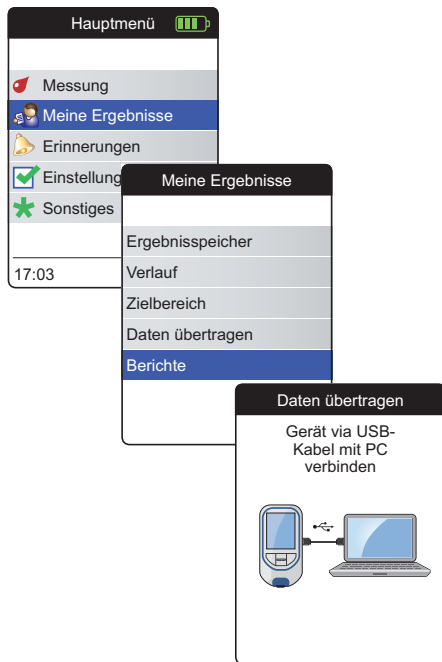 Hauptmenü
Messung
Meine Ergebnisse
Erinnerungen
Einstellung
Sonstiges
17:03
Meine Ergebnisse
Ergebnisspeicher
Verlauf
Zielbereich
Daten übertragen
Berichte
Daten übertragen
Gerät via USB-
Kabel mit PC
verbinden